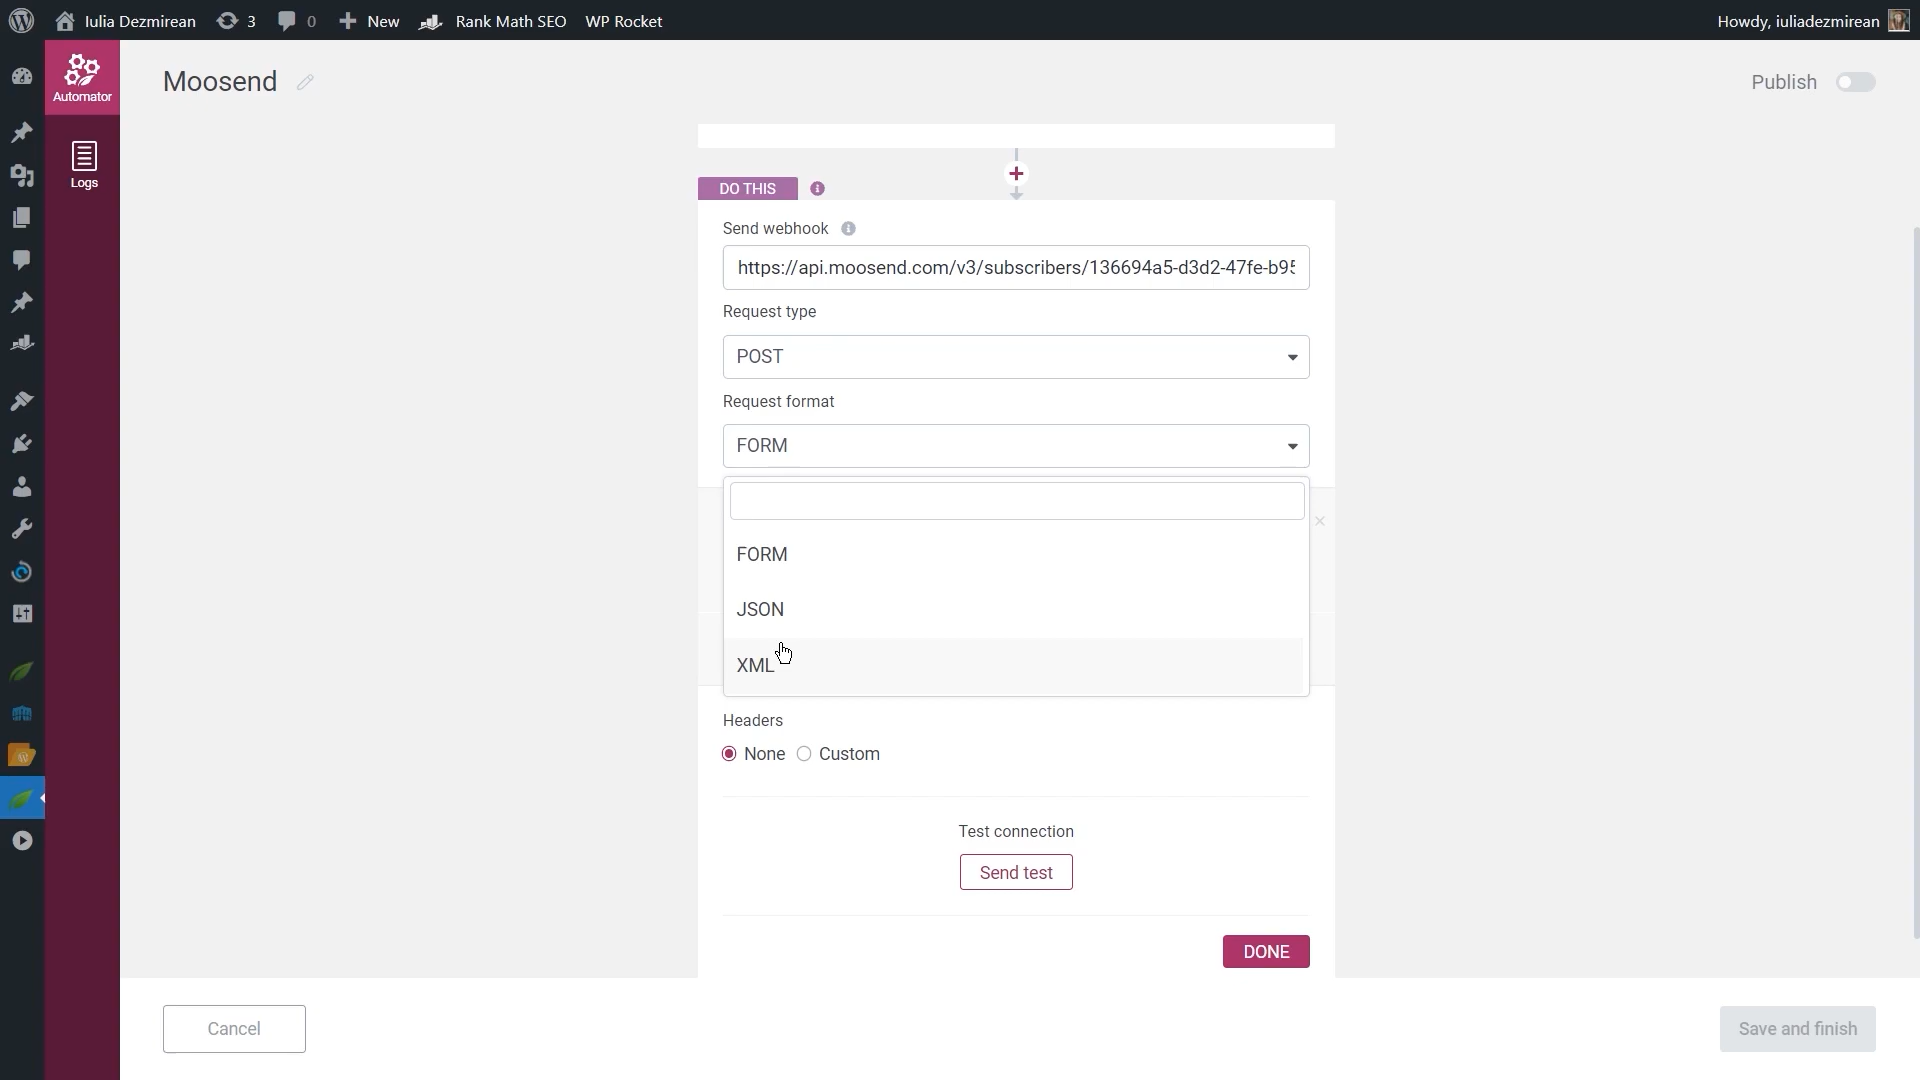 Iulia Dezmirean 3 0 New Rank Math SEO WP Rocket Howdy, iuliadezmirean
Automator
Logs
Moosend
Publish
DO THIS
Send webhook
https://api.moosend.com/v3/subscribers/136694a5-d3d2-47fe-b95
Request type
POST
Request format
FORM
FORM
JSON
XML
Headers
None Custom
Test connection
Send test
DONE
Cancel
Save and finish